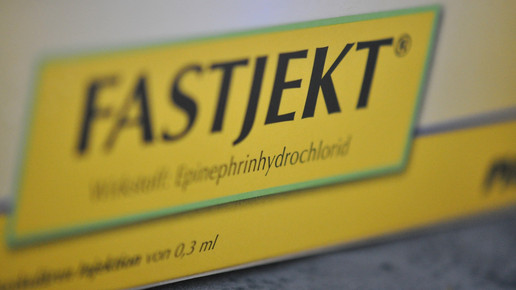 FASTJEKT®
Wirkstoff: Epinephrinhydrochlorid
Injektion von 0,3 ml